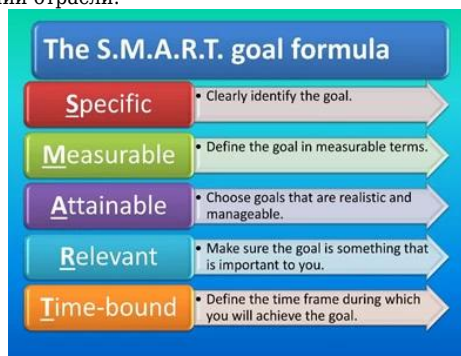 отрасли.
The S.M.A.R.T. goal formula
Specific
• Clearly identify the goal.
Measurable
• Define the goal in measurable terms.
Attainable
• Choose goals that are realistic and
manageable.
Relevant
• Make sure the goal is something that
is important to you.
Time-bound
• Define the time frame during which
you will achieve the goal.